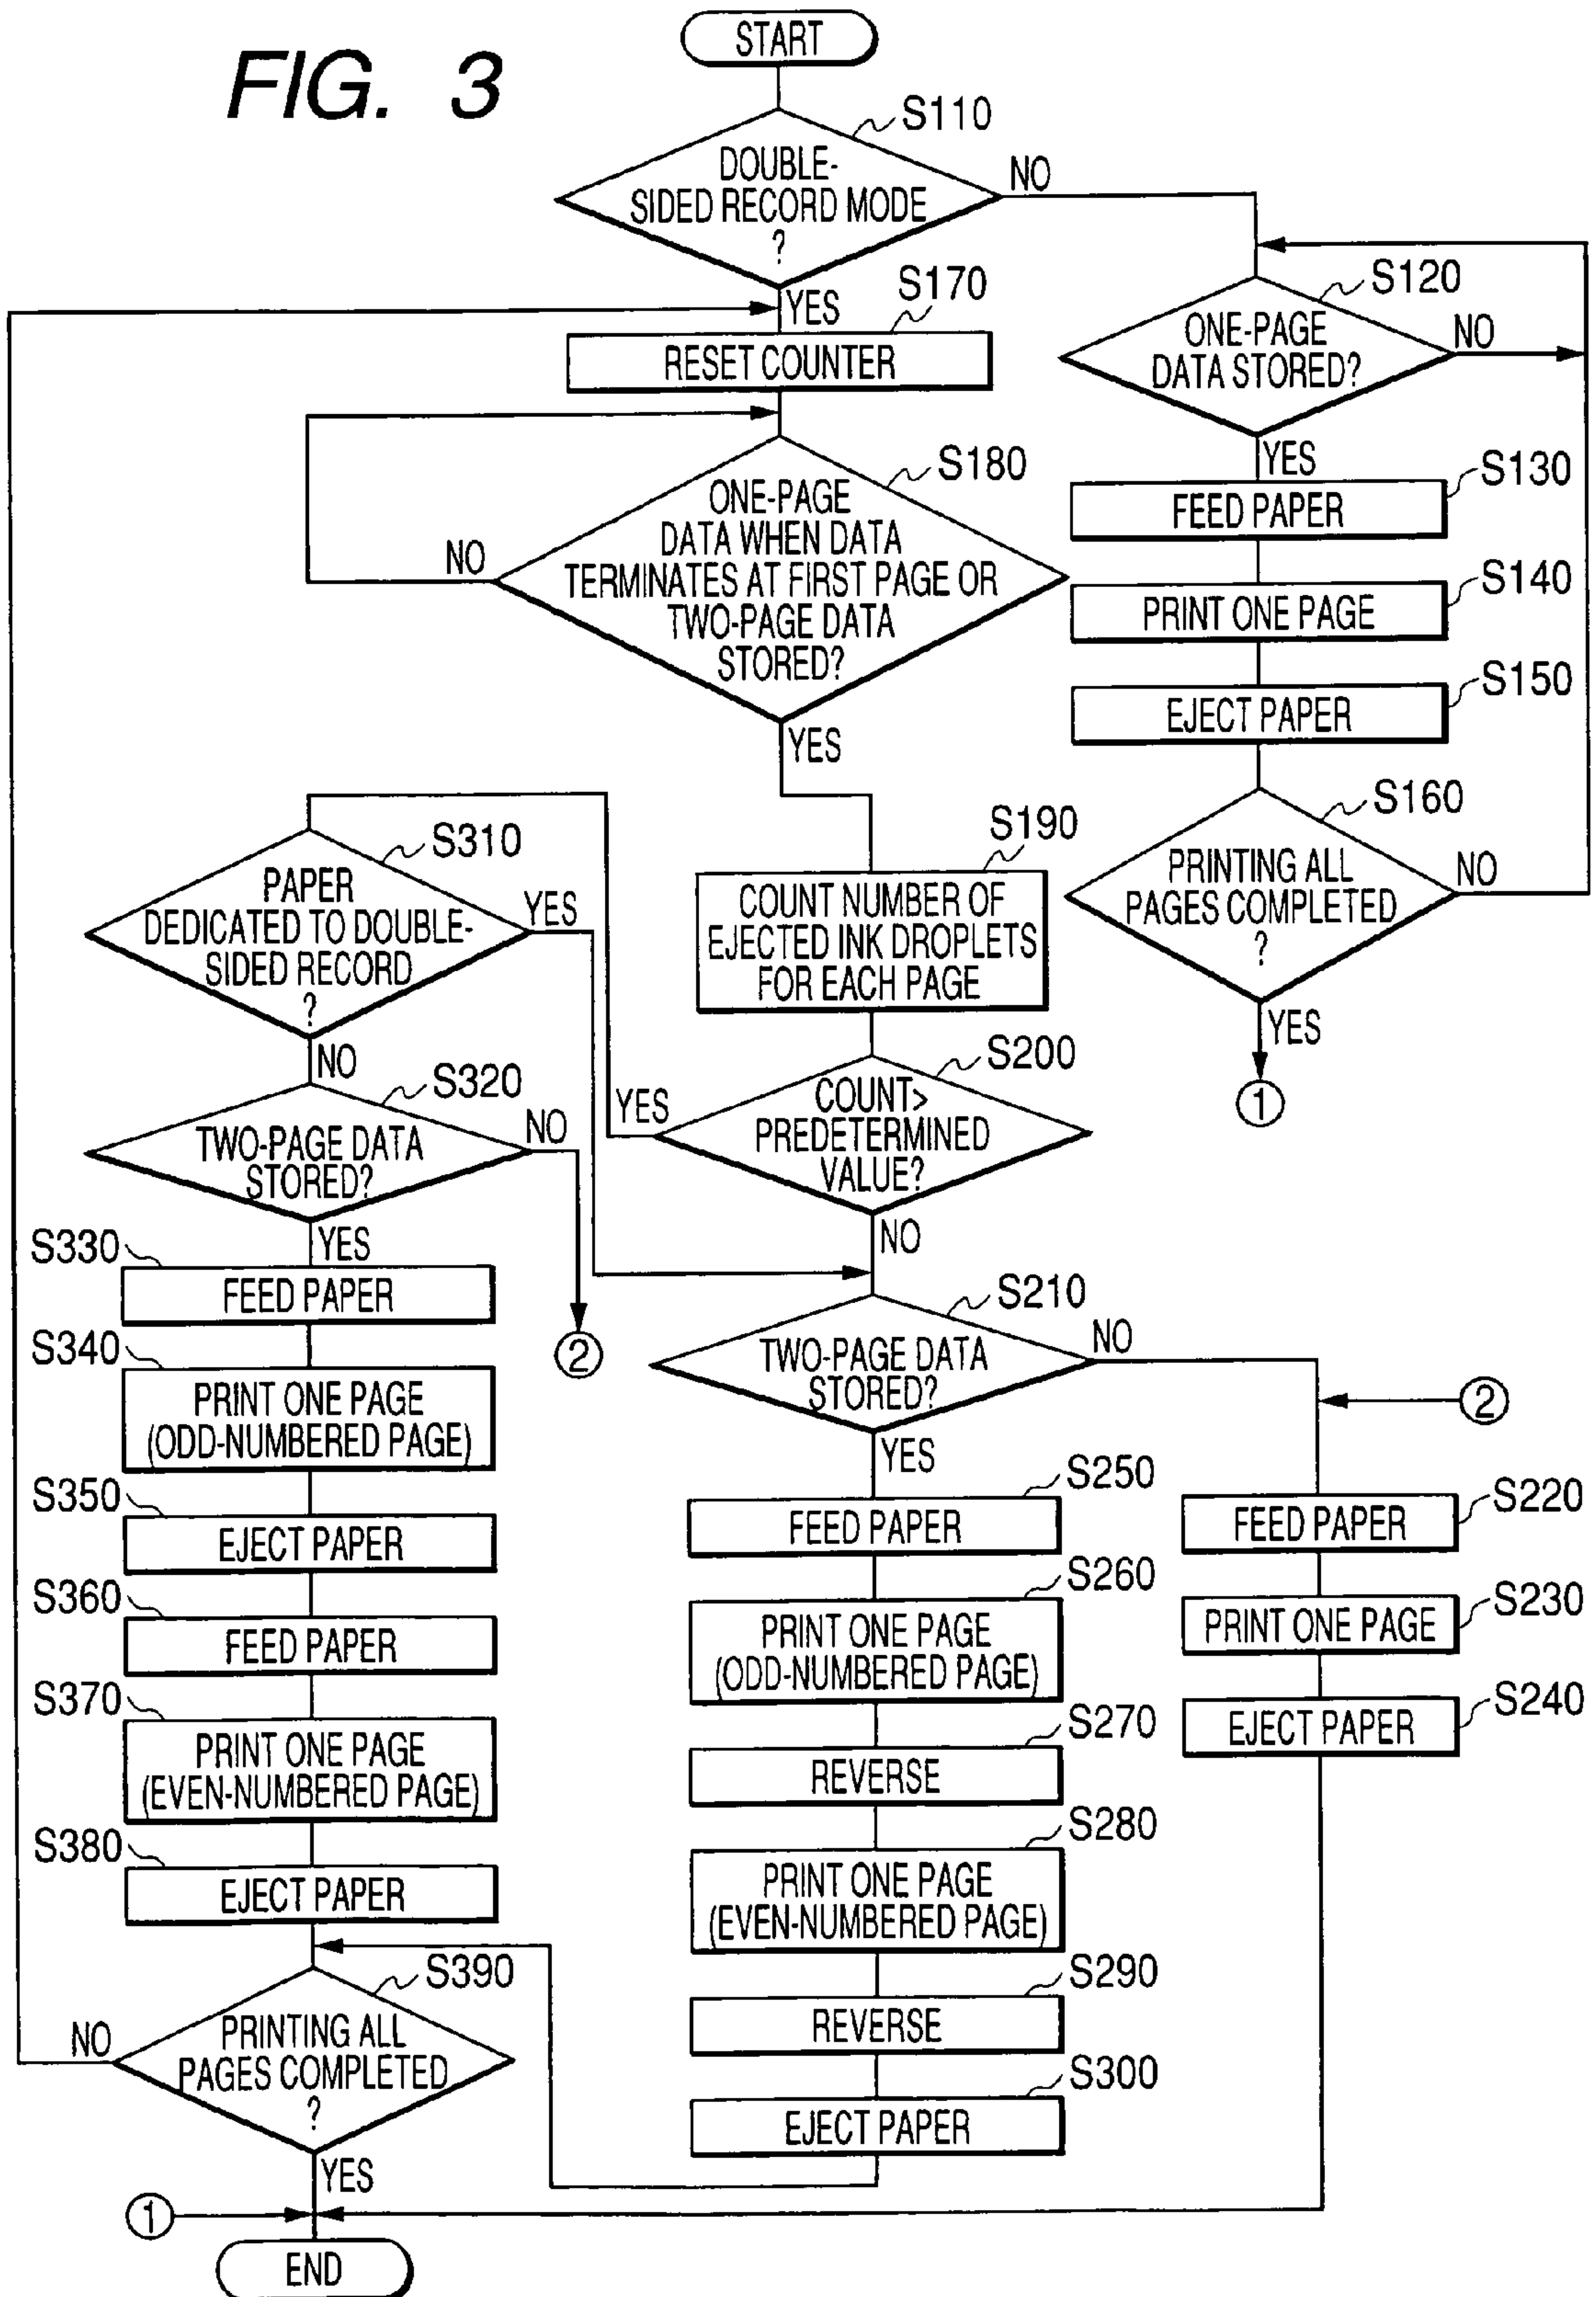 FIG. 3
START
S110
DOUBLE-
SIDED RECORD MODE
?
NO
YES
S170
RESET COUNTER
S180
ONE-PAGE
DATA WHEN DATA
TERMINATES AT FIRST PAGE OR
TWO-PAGE DATA
STORED?
NO
YES
S120
ONE-PAGE
DATA STORED?
NO
YES
S130
FEED PAPER
S140
PRINT ONE PAGE
S150
EJECT PAPER
S160
PRINTING ALL
PAGES COMPLETED
?
NO
YES
1
S190
COUNT NUMBER OF
EJECTED INK DROPLETS
FOR EACH PAGE
S200
COUNT>
PREDETERMINED
VALUE?
YES
NO
S310
PAPER
DEDICATED TO DOUBLE-
SIDED RECORD
?
YES
NO
S320
TWO-PAGE DATA
STORED?
NO
2
YES
S330
FEED PAPER
S340
PRINT ONE PAGE
(ODD-NUMBERED PAGE)
S350
EJECT PAPER
S360
FEED PAPER
S370
PRINT ONE PAGE
(EVEN-NUMBERED PAGE)
S380
EJECT PAPER
S390
PRINTING ALL
PAGES COMPLETED
?
NO
YES
1
END
S210
TWO-PAGE DATA
STORED?
NO
YES
2
S250
FEED PAPER
S260
PRINT ONE PAGE
(ODD-NUMBERED PAGE)
S270
REVERSE
S280
PRINT ONE PAGE
(EVEN-NUMBERED PAGE)
S290
REVERSE
S300
EJECT PAPER
S220
FEED PAPER
S230
PRINT ONE PAGE
S240
EJECT PAPER